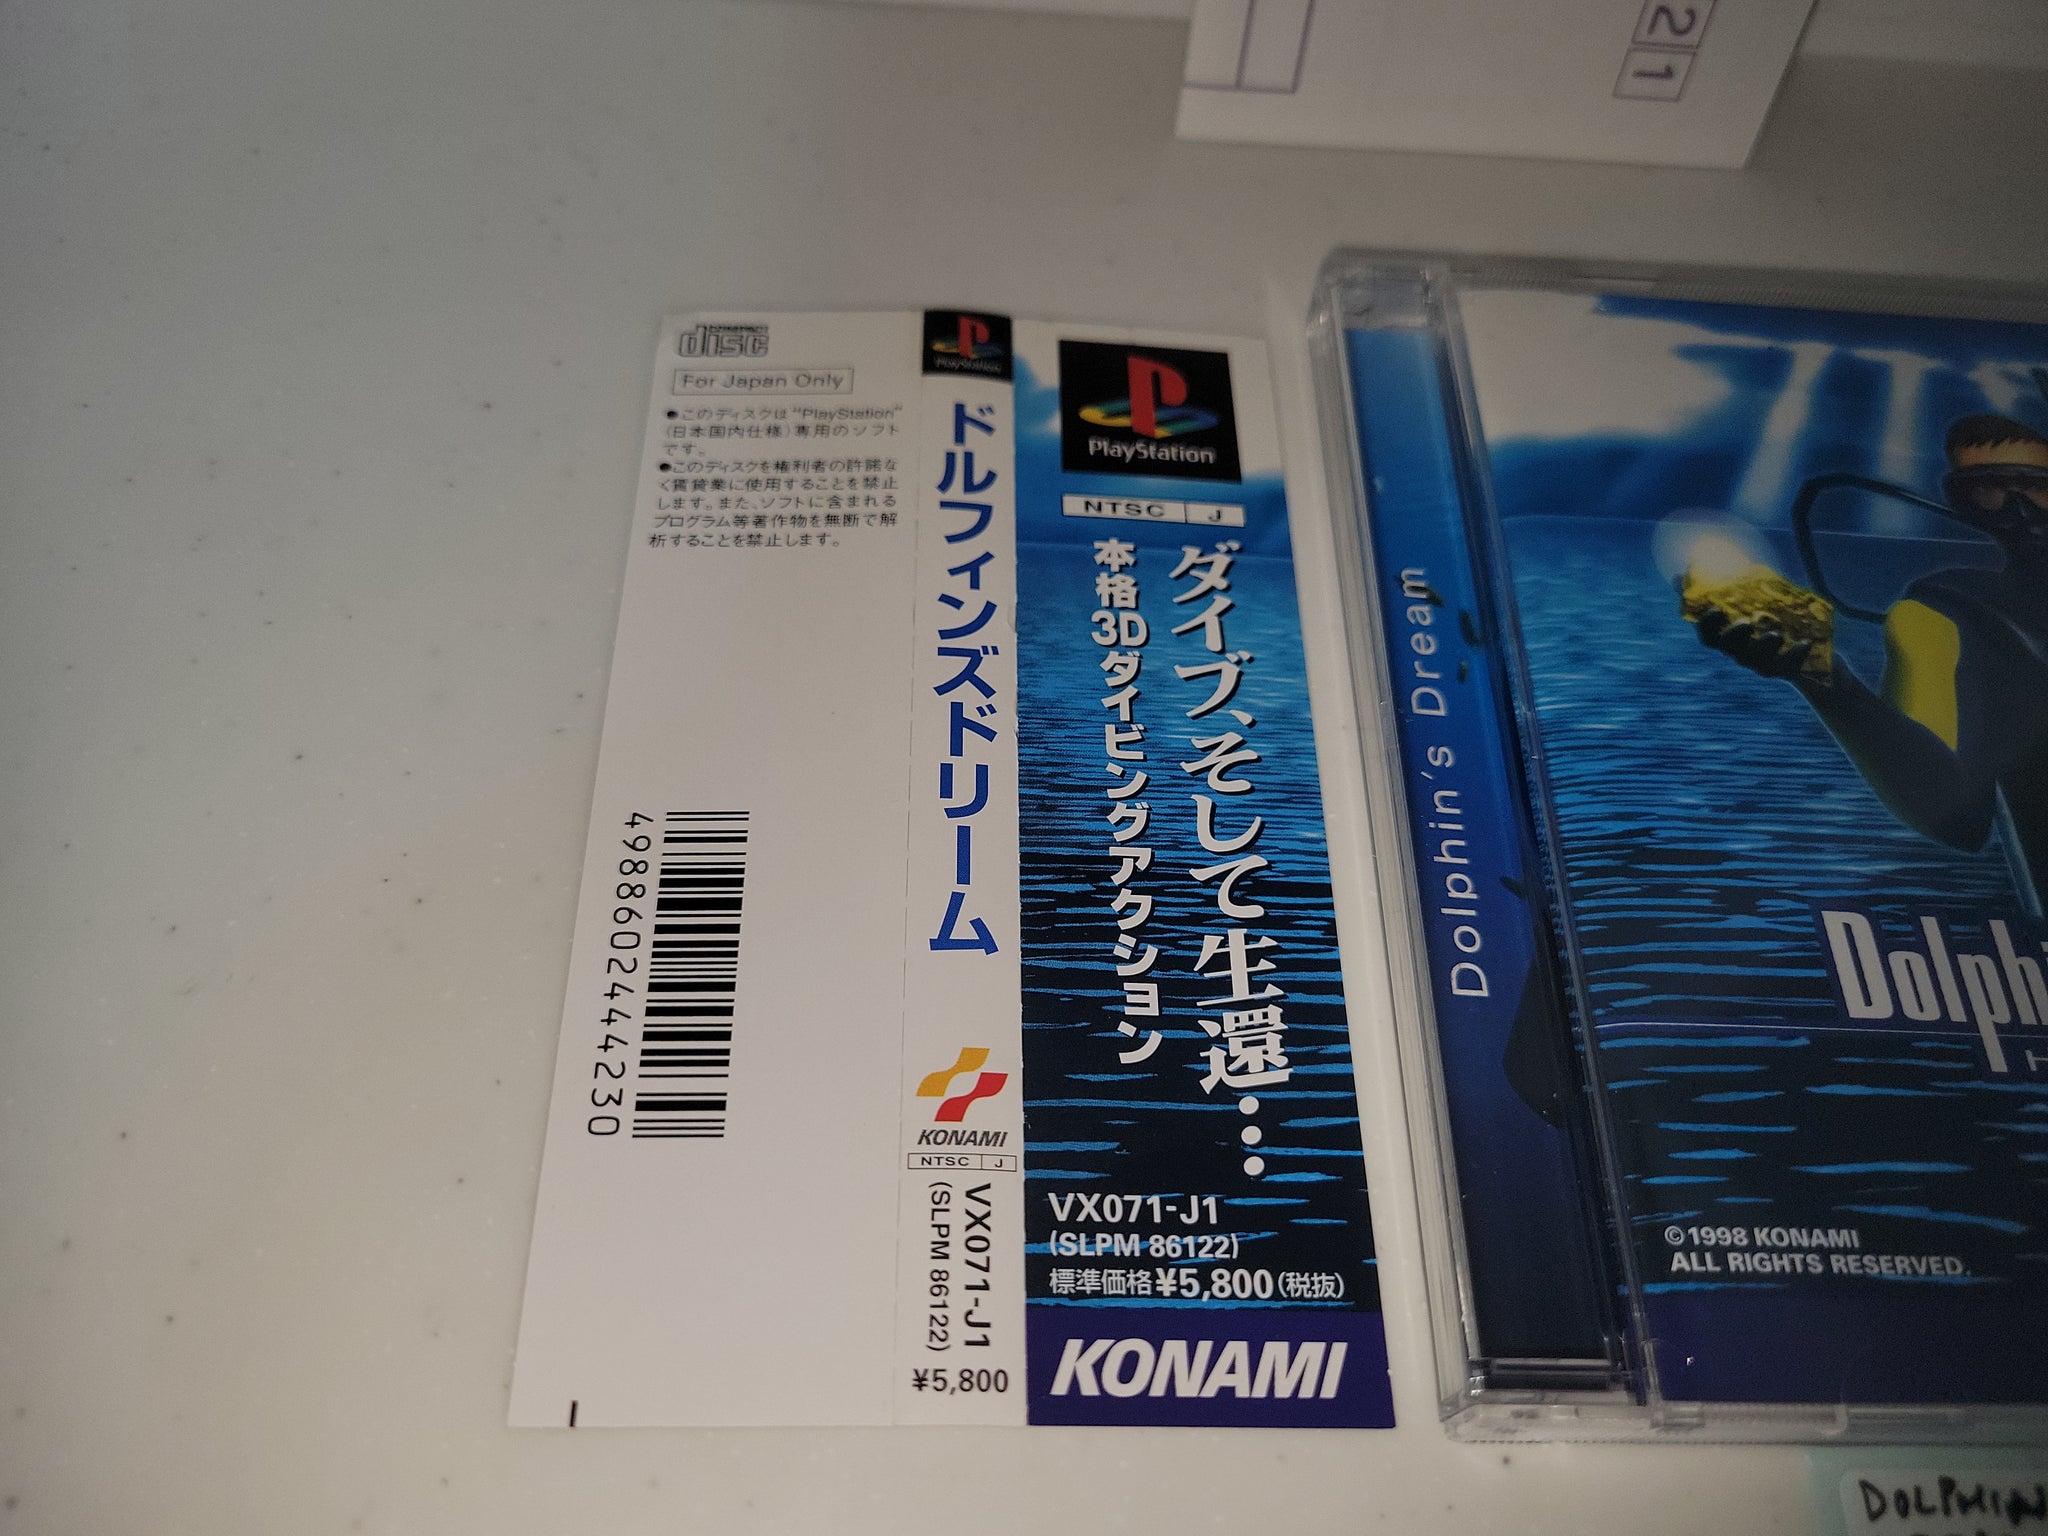 21
COMPACT
disc
For Japan Only
●このディスクは"PlayStation"
(日本国内仕様)専用のソフト
です。
●このディスクを権利者の許諾な
く賃貸業に使用することを禁止
します。また、ソフトに含まれる
プログラム等著作物を無断で解
析することを禁止します。
4988602444230
PlayStation
ドルフィンズドリーム
KONAMI
NTSC J
VX071-J1
(SLPM 86122)
¥5,800
PlayStation
NTSC J
ダイブ、そして生還…
本格3Dダイビングアクション
VX071-J1
(SLPM 86122)
標準価格¥5,800(税抜)
KONAMI
Dolphin's Dream
Dolph
©1998 KONAMI
ALL RIGHTS RESERVED.
DOLPHIN